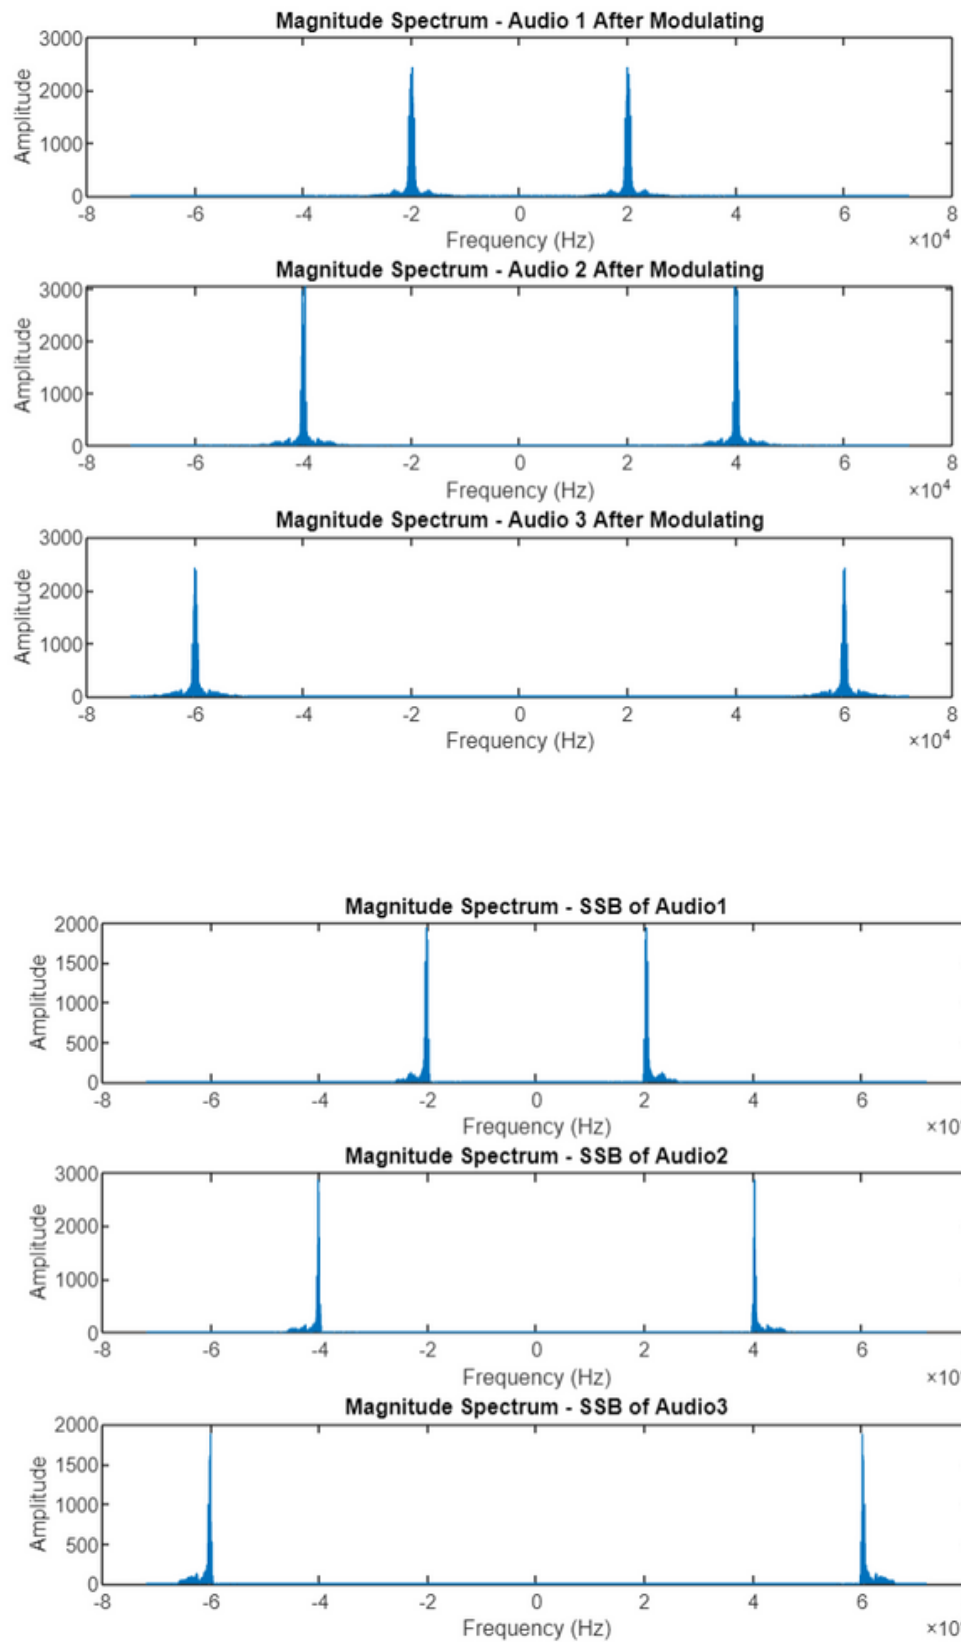 Magnitude Spectrum - Audio 1 After Modulating
3000
2000
1000
0
Amplitude
-8 -6 -4 -2 0 2 4 6 8
Frequency (Hz) ×10⁴
Magnitude Spectrum - Audio 2 After Modulating
3000
2000
1000
0
Amplitude
-8 -6 -4 -2 0 2 4 6 8
Frequency (Hz) ×10⁴
Magnitude Spectrum - Audio 3 After Modulating
3000
2000
1000
0
Amplitude
-8 -6 -4 -2 0 2 4 6 8
Frequency (Hz) ×10⁴
Magnitude Spectrum - SSB of Audio1
2000
1500
1000
500
0
Amplitude
-8 -6 -4 -2 0 2 4 6
Frequency (Hz) ×10
Magnitude Spectrum - SSB of Audio2
3000
2000
1000
0
Amplitude
-8 -6 -4 -2 0 2 4 6
Frequency (Hz) ×10
Magnitude Spectrum - SSB of Audio3
2000
1500
1000
500
0
Amplitude
-8 -6 -4 -2 0 2 4 6
Frequency (Hz) ×10